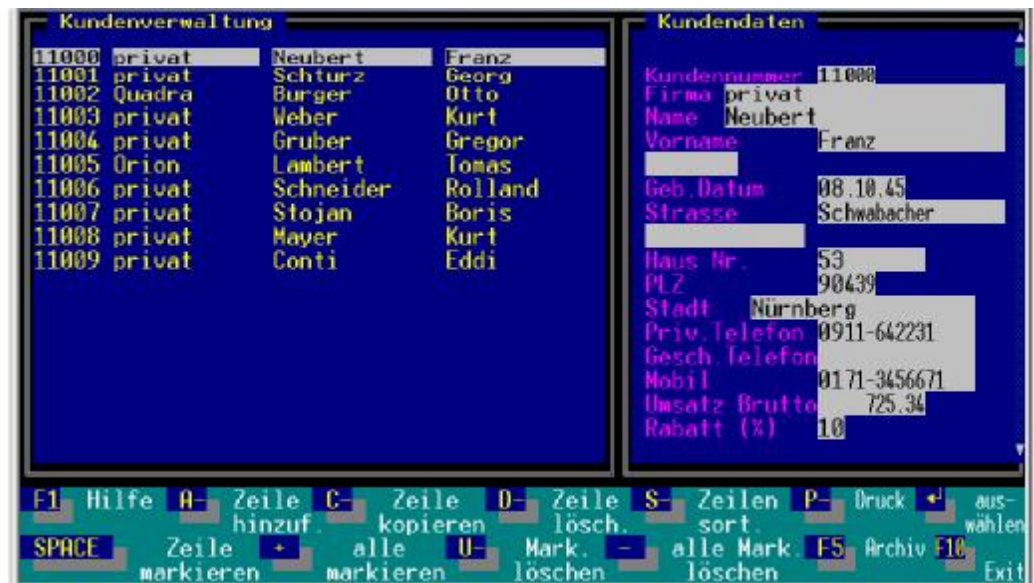 Kundenverwaltung
11000 privat Neubert Franz
11001 privat Schturz Georg
11002 Quadra Burger Otto
11003 privat Weber Kurt
11004 privat Gruber Gregor
11005 Orion Lambert Tomas
11006 privat Schneider Rolland
11007 privat Stojan Boris
11008 privat Mayer Kurt
11009 privat Conti Eddi
Kundendaten
Kundennummer 11000
Firma privat
Name Neubert
Vorname Franz
Geb.Datum 08.10.45
Strasse Schwabacher
Haus Nr. 53
PLZ 90439
Stadt Nürnberg
Priv.Telefon 0911-642231
Gesch.Telefon
Mobil 0171-3456671
Umsatz Brutto 725.34
Rabatt (%) 10
F1 Hilfe A- Zeile C- Zeile D- Zeile S- Zeilen P- Druck ↵ aus-
hinzuf. kopieren lösch. sort. wählen
SPACE Zeile + alle U- Mark. - alle Mark. F5 Archiv F10
markieren markieren löschen löschen Exit